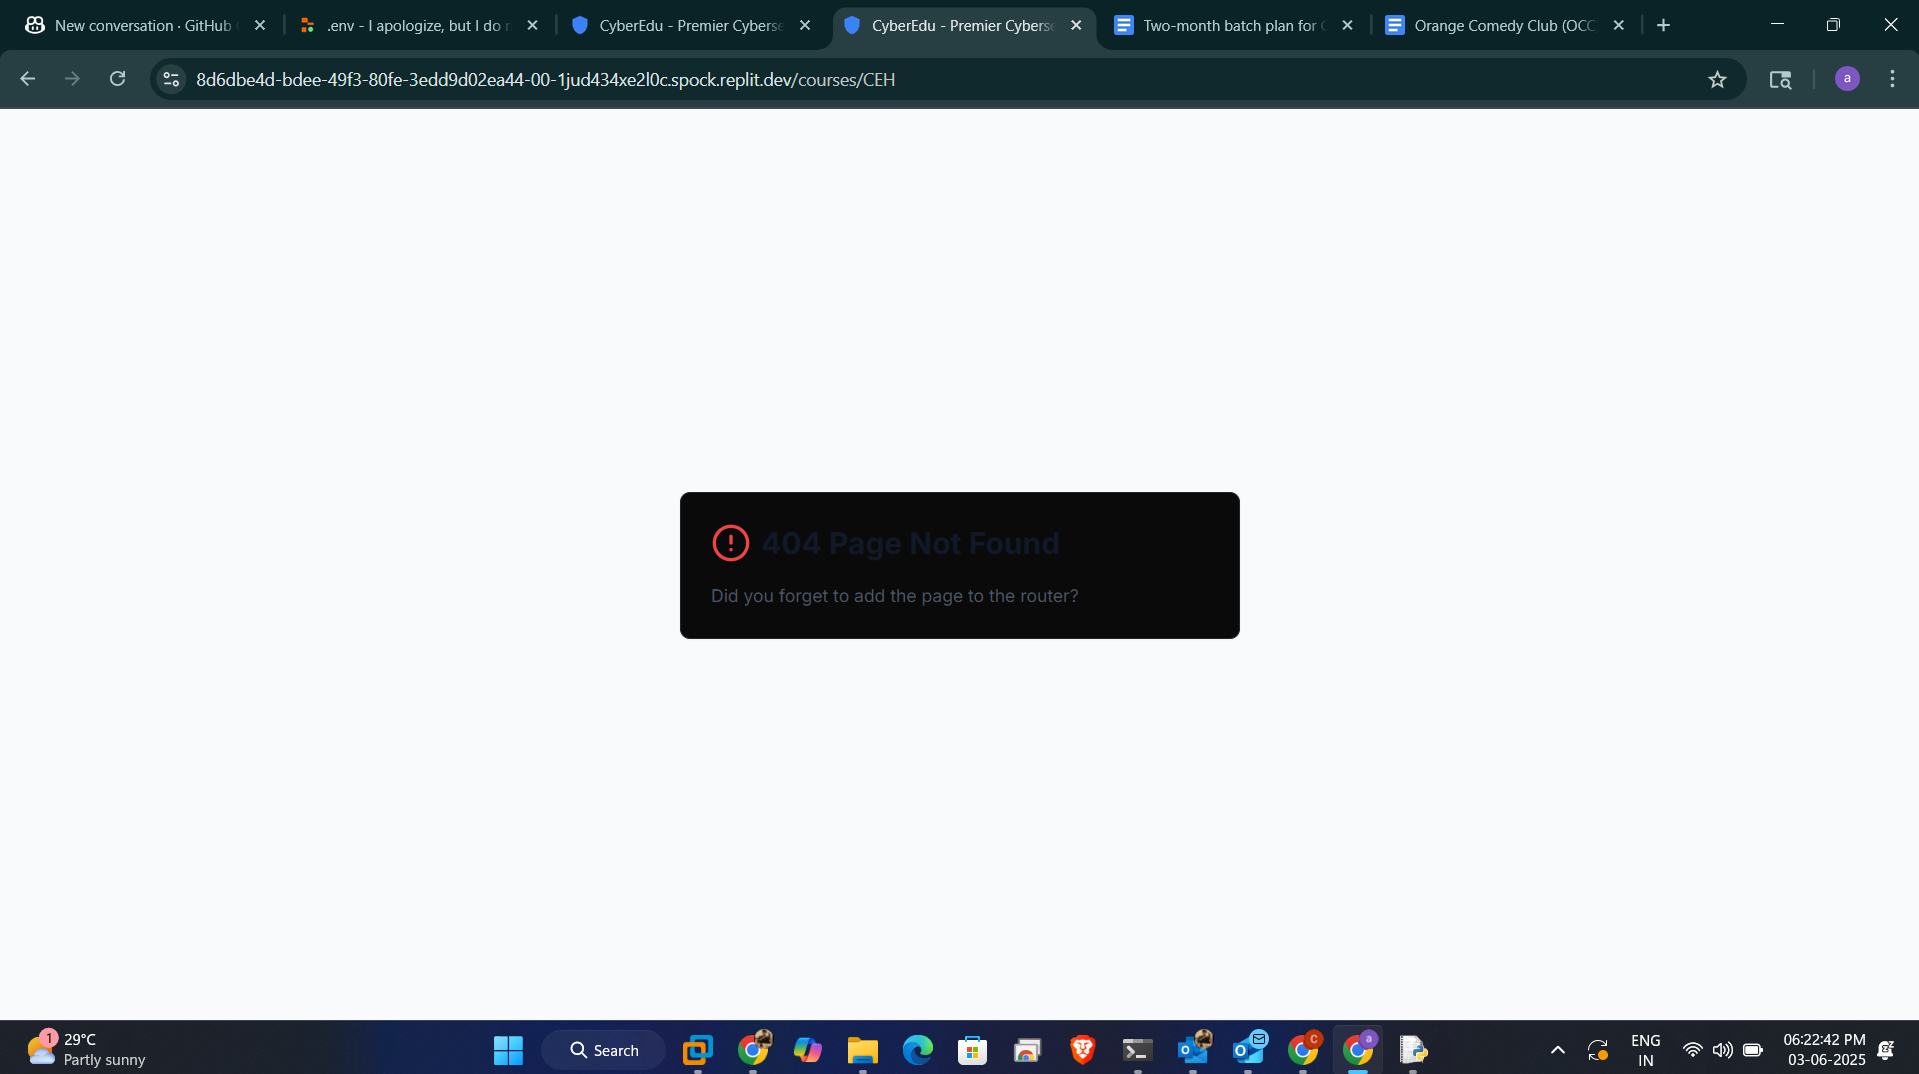 New conversation · GitHub
.env - I apologize, but I do
CyberEdu - Premier Cyberse
CyberEdu - Premier Cyberse
Two-month batch plan for
Orange Comedy Club (OCC
8d6dbe4d-bdee-49f3-80fe-3edd9d02ea44-00-1jud434xe2l0c.spock.replit.dev/courses/CEH
a
404 Page Not Found
Did you forget to add the page to the router?
1
29°C
Partly sunny
Search
C
a
ENG
IN
06:22:42 PM
03-06-2025